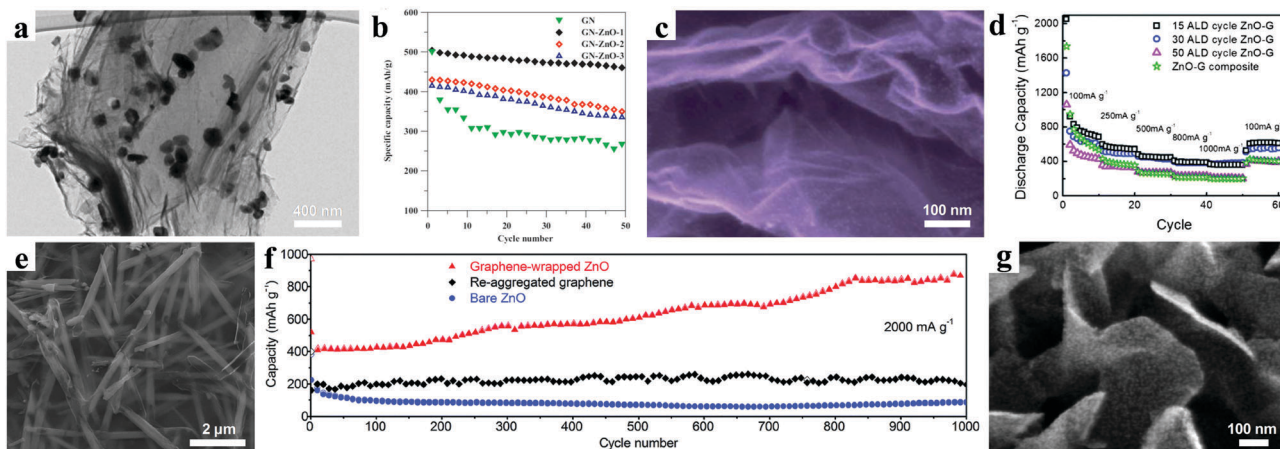 a
400 nm
b
Specific capacity (mAh/g)
600
500
400
300
200
100
GN
GN-ZnO-1
GN-ZnO-2
GN-ZnO-3
0 10 20 30 40 50
Cycle number
c
100 nm
d
Discharge Capacity (mAh g⁻¹)
2000
1600
1200
800
400
0
15 ALD cycle ZnO-G
30 ALD cycle ZnO-G
50 ALD cycle ZnO-G
ZnO-G composite
100mA g⁻¹
250mA g⁻¹
500mA g⁻¹
800mA g⁻¹
1000mA g⁻¹
100mA g⁻¹
0 20 40 60
Cycle
e
2 μm
f
Capacity (mAh g⁻¹)
1000
800
600
400
200
0
Graphene-wrapped ZnO
Re-aggregated graphene
Bare ZnO
2000 mA g⁻¹
0 100 200 300 400 500 600 700 800 900 1000
Cycle number
g
100 nm